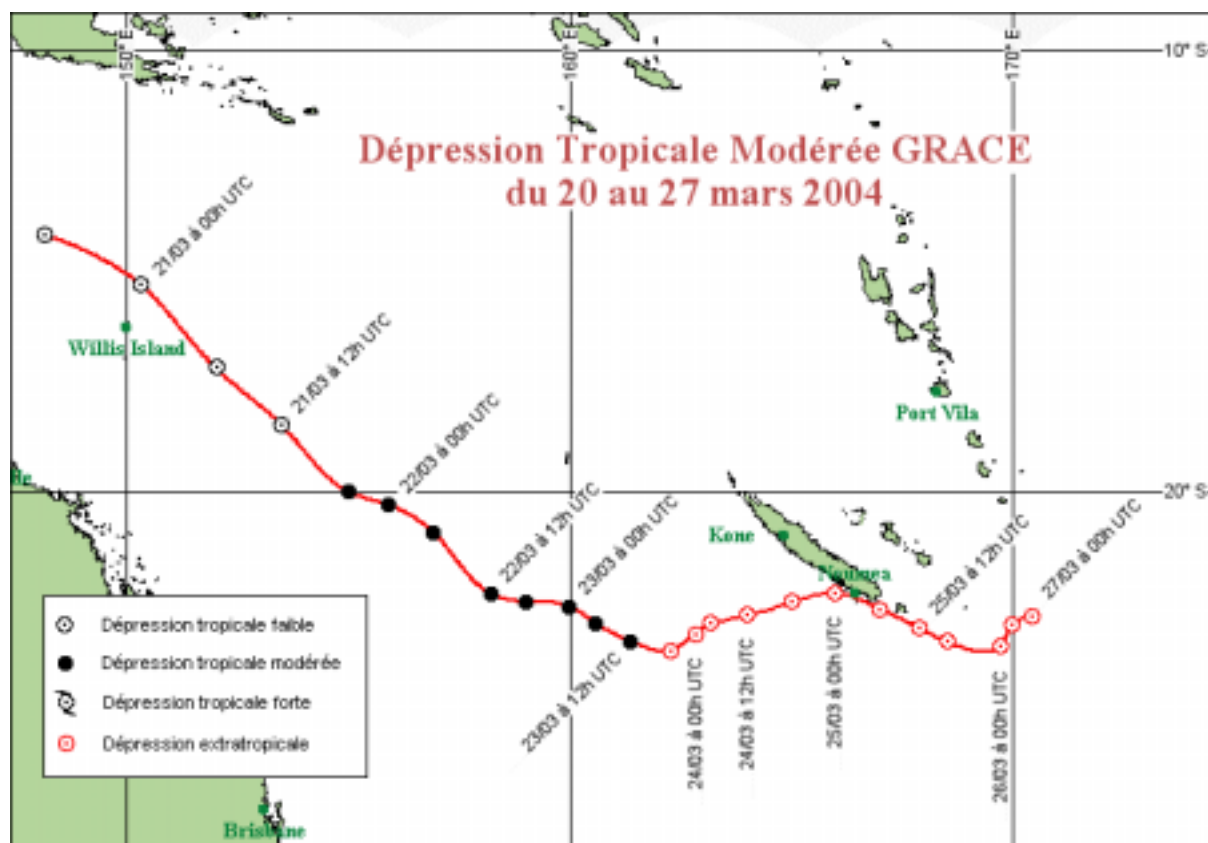 150° E
160° E
170° E
10° S
Dépression Tropicale Modérée GRACE
du 20 au 27 mars 2004
21/03 à 00h UTC
Willis Island
21/03 à 12h UTC
Port Vila
22/03 à 00h UTC
20° S
22/03 à 12h UTC
23/03 à 00h UTC
Kone
Noumea
25/03 à 12h UTC
27/03 à 00h UTC
Dépression tropicale faible
Dépression tropicale modérée
Dépression tropicale forte
Dépression extratropicale
23/03 à 12h UTC
24/03 à 00h UTC
24/03 à 12h UTC
25/03 à 00h UTC
26/03 à 00h UTC
Brisbane